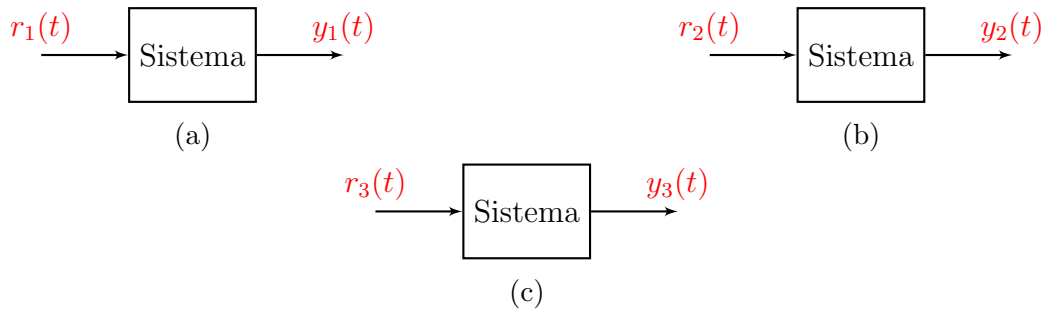 r₁(t) Sistema y₁(t)
(a)
r₂(t) Sistema y₂(t)
(b)
r₃(t) Sistema y₃(t)
(c)